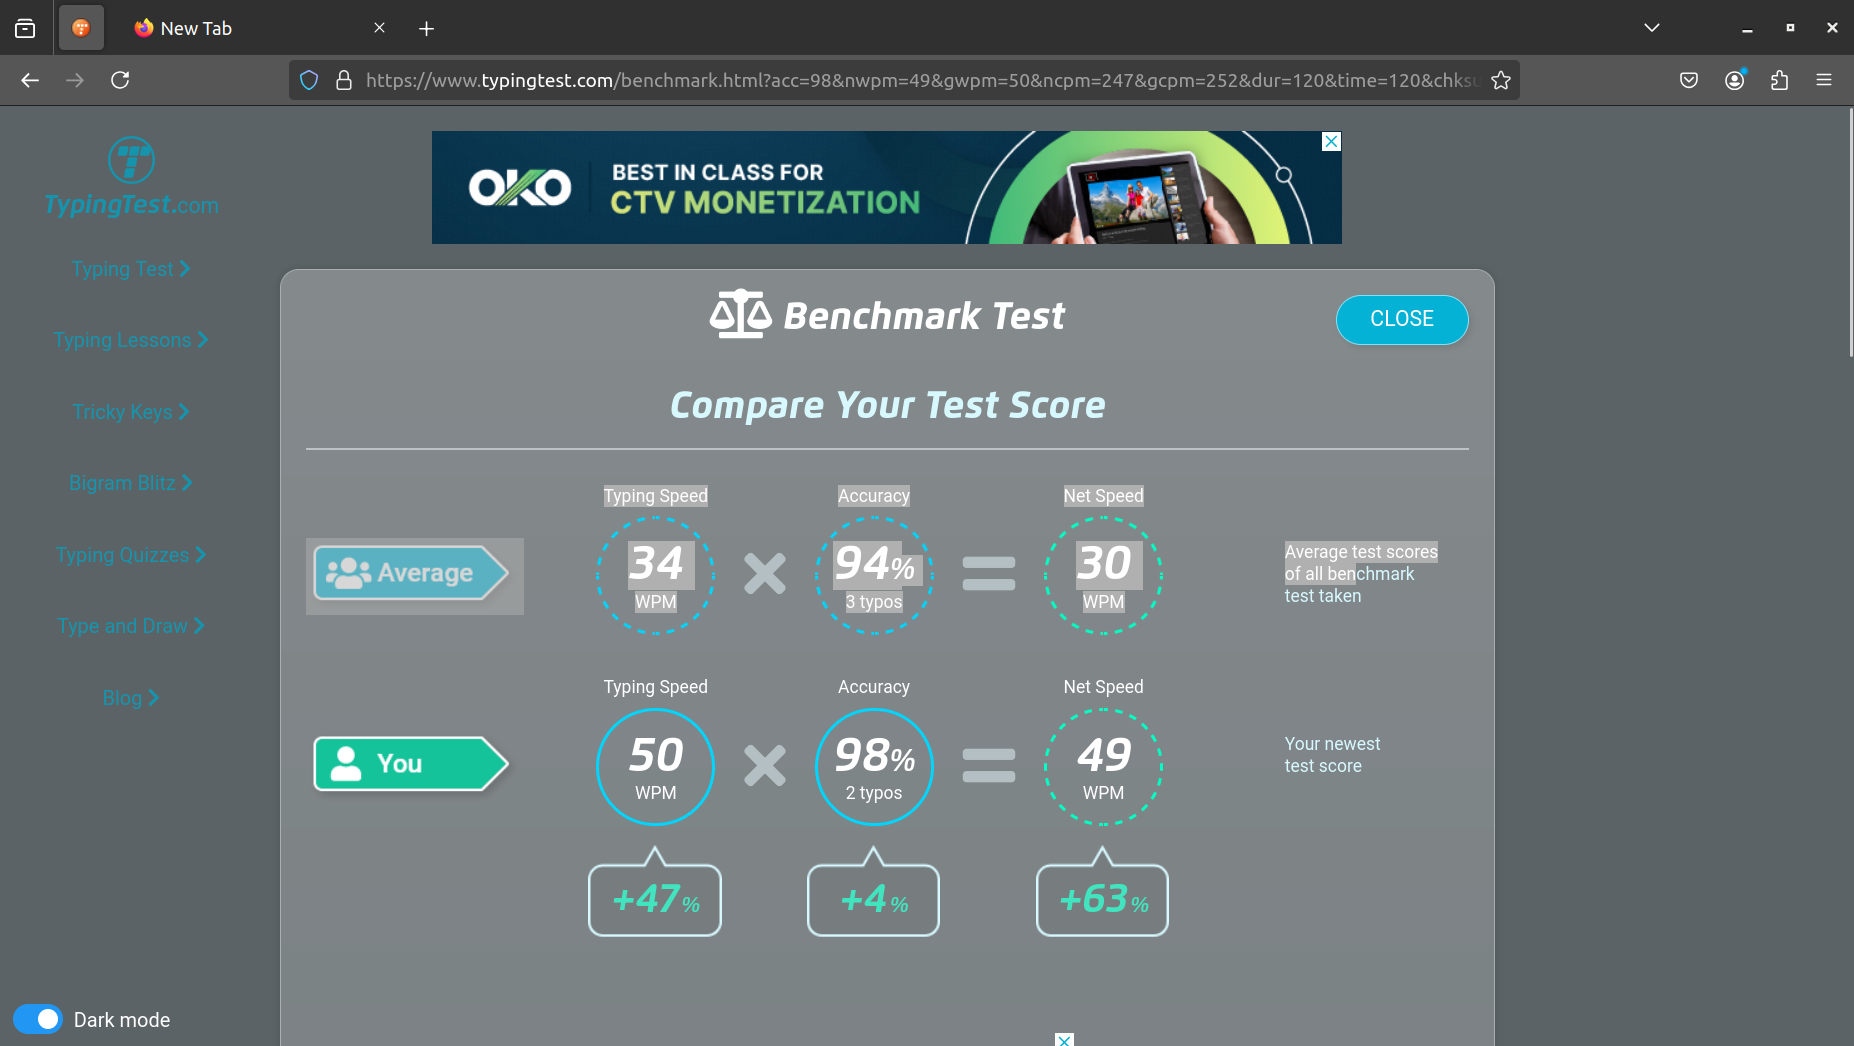 New Tab
https://www.typingtest.com/benchmark.html?acc=98&nwpm=49&gwpm=50&ncpm=247&gcpm=252&dur=120&time=120&chksu
TypingTest.com
Typing Test
Typing Lessons
Tricky Keys
Bigram Blitz
Typing Quizzes
Type and Draw
Blog
Dark mode
OKO
BEST IN CLASS FOR
CTV MONETIZATION
Benchmark Test
CLOSE
Compare Your Test Score
Typing Speed Accuracy Net Speed
Average
34 WPM
94% 3 typos
30 WPM
Average test scores
of all benchmark
test taken
Typing Speed Accuracy Net Speed
You
50 WPM
98% 2 typos
49 WPM
Your newest
test score
+47% +4% +63%